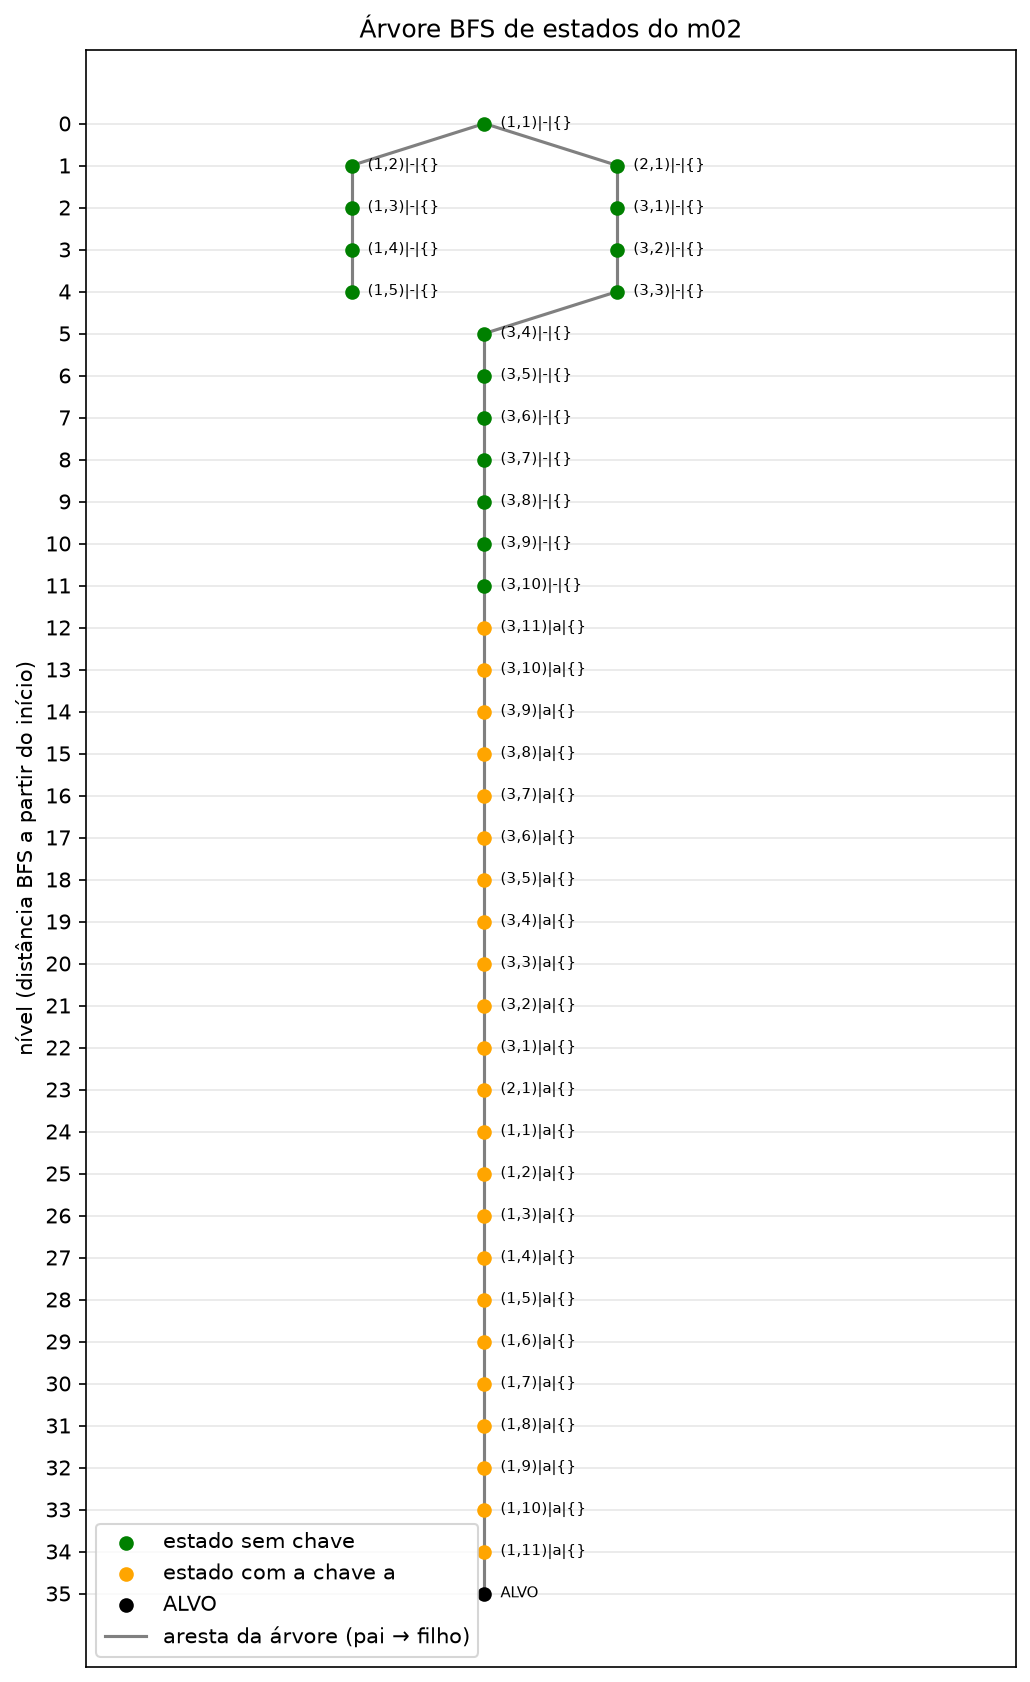 Árvore BFS de estados do m02
nível (distância BFS a partir do início)
0 (1,1)|-|{}
1 (1,2)|-|{} (2,1)|-|{}
2 (1,3)|-|{} (3,1)|-|{}
3 (1,4)|-|{} (3,2)|-|{}
4 (1,5)|-|{} (3,3)|-|{}
5 (3,4)|-|{}
6 (3,5)|-|{}
7 (3,6)|-|{}
8 (3,7)|-|{}
9 (3,8)|-|{}
10 (3,9)|-|{}
11 (3,10)|-|{}
12 (3,11)|a|{}
13 (3,10)|a|{}
14 (3,9)|a|{}
15 (3,8)|a|{}
16 (3,7)|a|{}
17 (3,6)|a|{}
18 (3,5)|a|{}
19 (3,4)|a|{}
20 (3,3)|a|{}
21 (3,2)|a|{}
22 (3,1)|a|{}
23 (2,1)|a|{}
24 (1,1)|a|{}
25 (1,2)|a|{}
26 (1,3)|a|{}
27 (1,4)|a|{}
28 (1,5)|a|{}
29 (1,6)|a|{}
30 (1,7)|a|{}
31 (1,8)|a|{}
32 (1,9)|a|{}
33 (1,10)|a|{}
34 (1,11)|a|{}
35 ALVO
estado sem chave
estado com a chave a
ALVO
aresta da árvore (pai → filho)